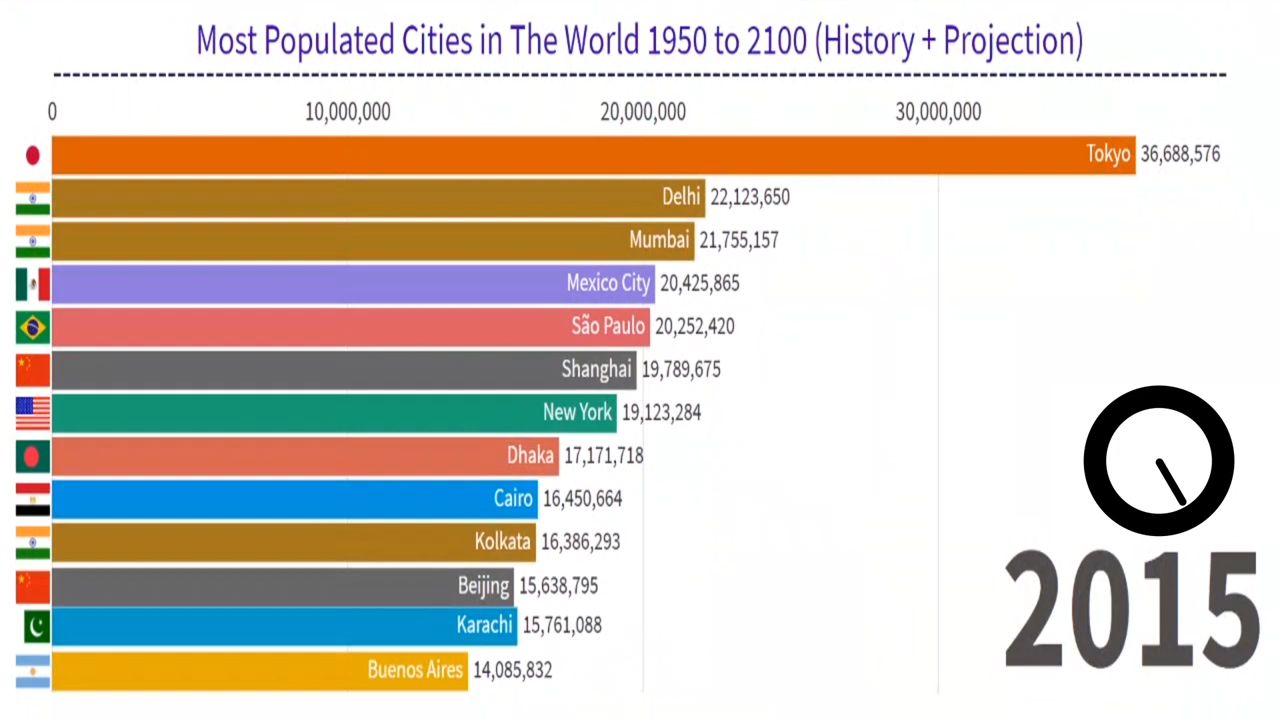 Most Populated Cities in The World 1950 to 2100 (History + Projection)
0 10,000,000 20,000,000 30,000,000
Tokyo 36,688,576
Delhi 22,123,650
Mumbai 21,755,157
Mexico City 20,425,865
São Paulo 20,252,420
Shanghai 19,789,675
New York 19,123,284
Dhaka 17,171,718
Cairo 16,450,664
Kolkata 16,386,293
Beijing 15,638,795
Karachi 15,761,088
Buenos Aires 14,085,832
2015